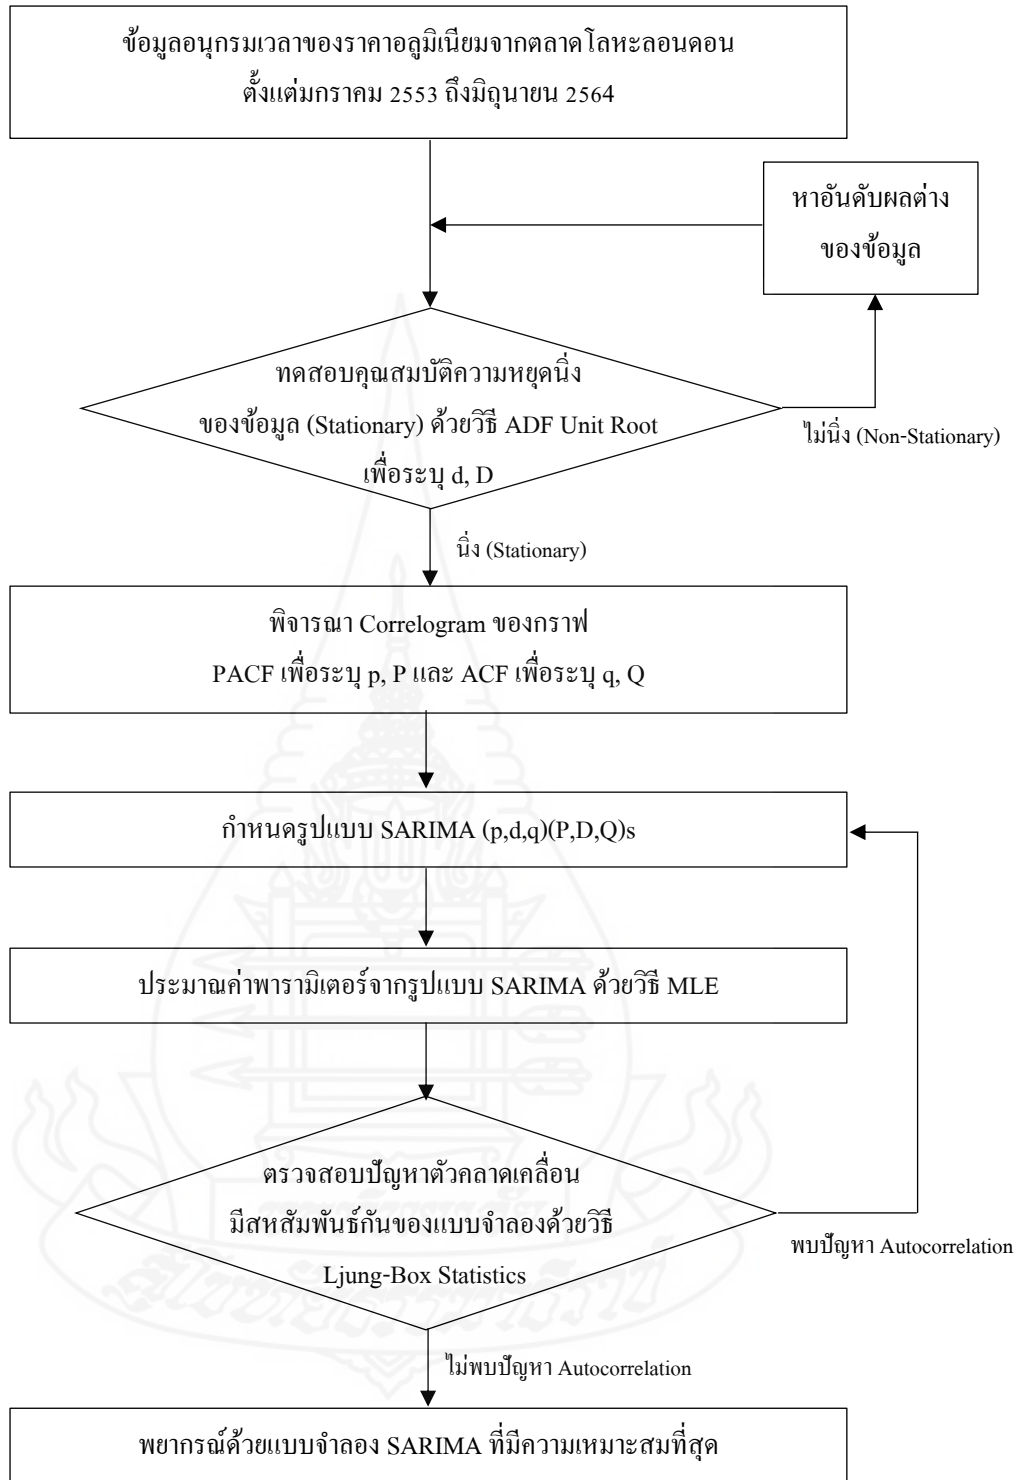 ข้อมูลอนุกรมเวลาของราคาอลูมิเนียมจากตลาดโลหะลอนดอน
ตั้งแต่มกราคม 2553 ถึงมิถุนายน 2564
หาอันดับผลต่าง
ของข้อมูล
ทดสอบคุณสมบัติความหยุดนิ่ง
ของข้อมูล (Stationary) ด้วยวิธี ADF Unit Root
เพื่อระบุ d, D
ไม่นิ่ง (Non-Stationary)
นิ่ง (Stationary)
พิจารณา Correlogram ของกราฟ
PACF เพื่อระบุ p, P และ ACF เพื่อระบุ q, Q
กำหนดรูปแบบ SARIMA (p,d,q)(P,D,Q)s
ประมาณค่าพารามิเตอร์จากรูปแบบ SARIMA ด้วยวิธี MLE
ตรวจสอบปัญหาตัวคลาดเคลื่อน
มีสหสัมพันธ์กันของแบบจำลองด้วยวิธี
Ljung-Box Statistics
พบปัญหา Autocorrelation
ไม่พบปัญหา Autocorrelation
พยากรณ์ด้วยแบบจำลอง SARIMA ที่มีความเหมาะสมที่สุด